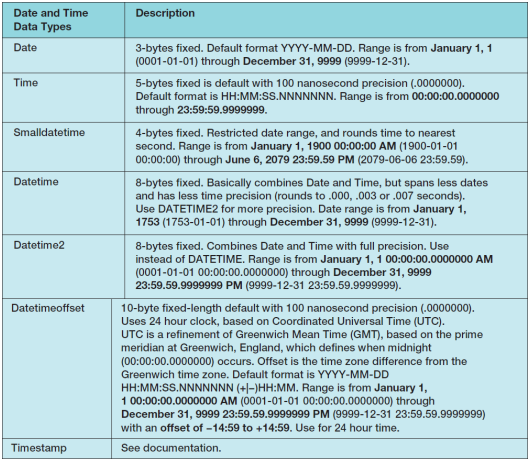 Date and Time
Data Types
Description
Date
3-bytes fixed. Default format YYYY-MM-DD. Range is from January 1, 1
(0001-01-01) through December 31, 9999 (9999-12-31).
Time
5-bytes fixed is default with 100 nanosecond precision (.0000000).
Default format is HH:MM:SS.NNNNNNN. Range is from 00:00:00.0000000
through 23:59:59.9999999.
Smalldatetime
4-bytes fixed. Restricted date range, and rounds time to nearest
second. Range is from January 1, 1900 00:00:00 AM (1900-01-01
00:00:00) through June 6, 2079 23:59.59 PM (2079-06-06 23:59.59).
Datetime
8-bytes fixed. Basically combines Date and Time, but spans less dates
and has less time precision (rounds to .000, .003 or .007 seconds).
Use DATETIME2 for more precision. Date range is from January 1,
1753 (1753-01-01) through December 31, 9999 (9999-12-31).
Datetime2
8-bytes fixed. Combines Date and Time with full precision. Use
instead of DATETIME. Range is from January 1, 1 00:00:00.0000000 AM
(0001-01-01 00:00:00.0000000) through December 31, 9999
23:59.59.9999999 PM (9999-12-31 23:59.59.9999999).
Datetimeoffset
10-byte fixed-length default with 100 nanosecond precision (.0000000).
Uses 24 hour clock, based on Coordinated Universal Time (UTC).
UTC is a refinement of Greenwich Mean Time (GMT), based on the prime
meridian at Greenwich, England, which defines when midnight
(00:00:00.0000000) occurs. Offset is the time zone difference from the
Greenwich time zone. Default format is YYYY-MM-DD
HH:MM:SS.NNNNNNN (+|–)HH:MM. Range is from January 1,
1 00:00:00.0000000 AM (0001-01-01 00:00:00.0000000) through
December 31, 9999 23:59.59.9999999 PM (9999-12-31 23:59.59.9999999)
with an offset of –14:59 to +14:59. Use for 24 hour time.
Timestamp
See documentation.